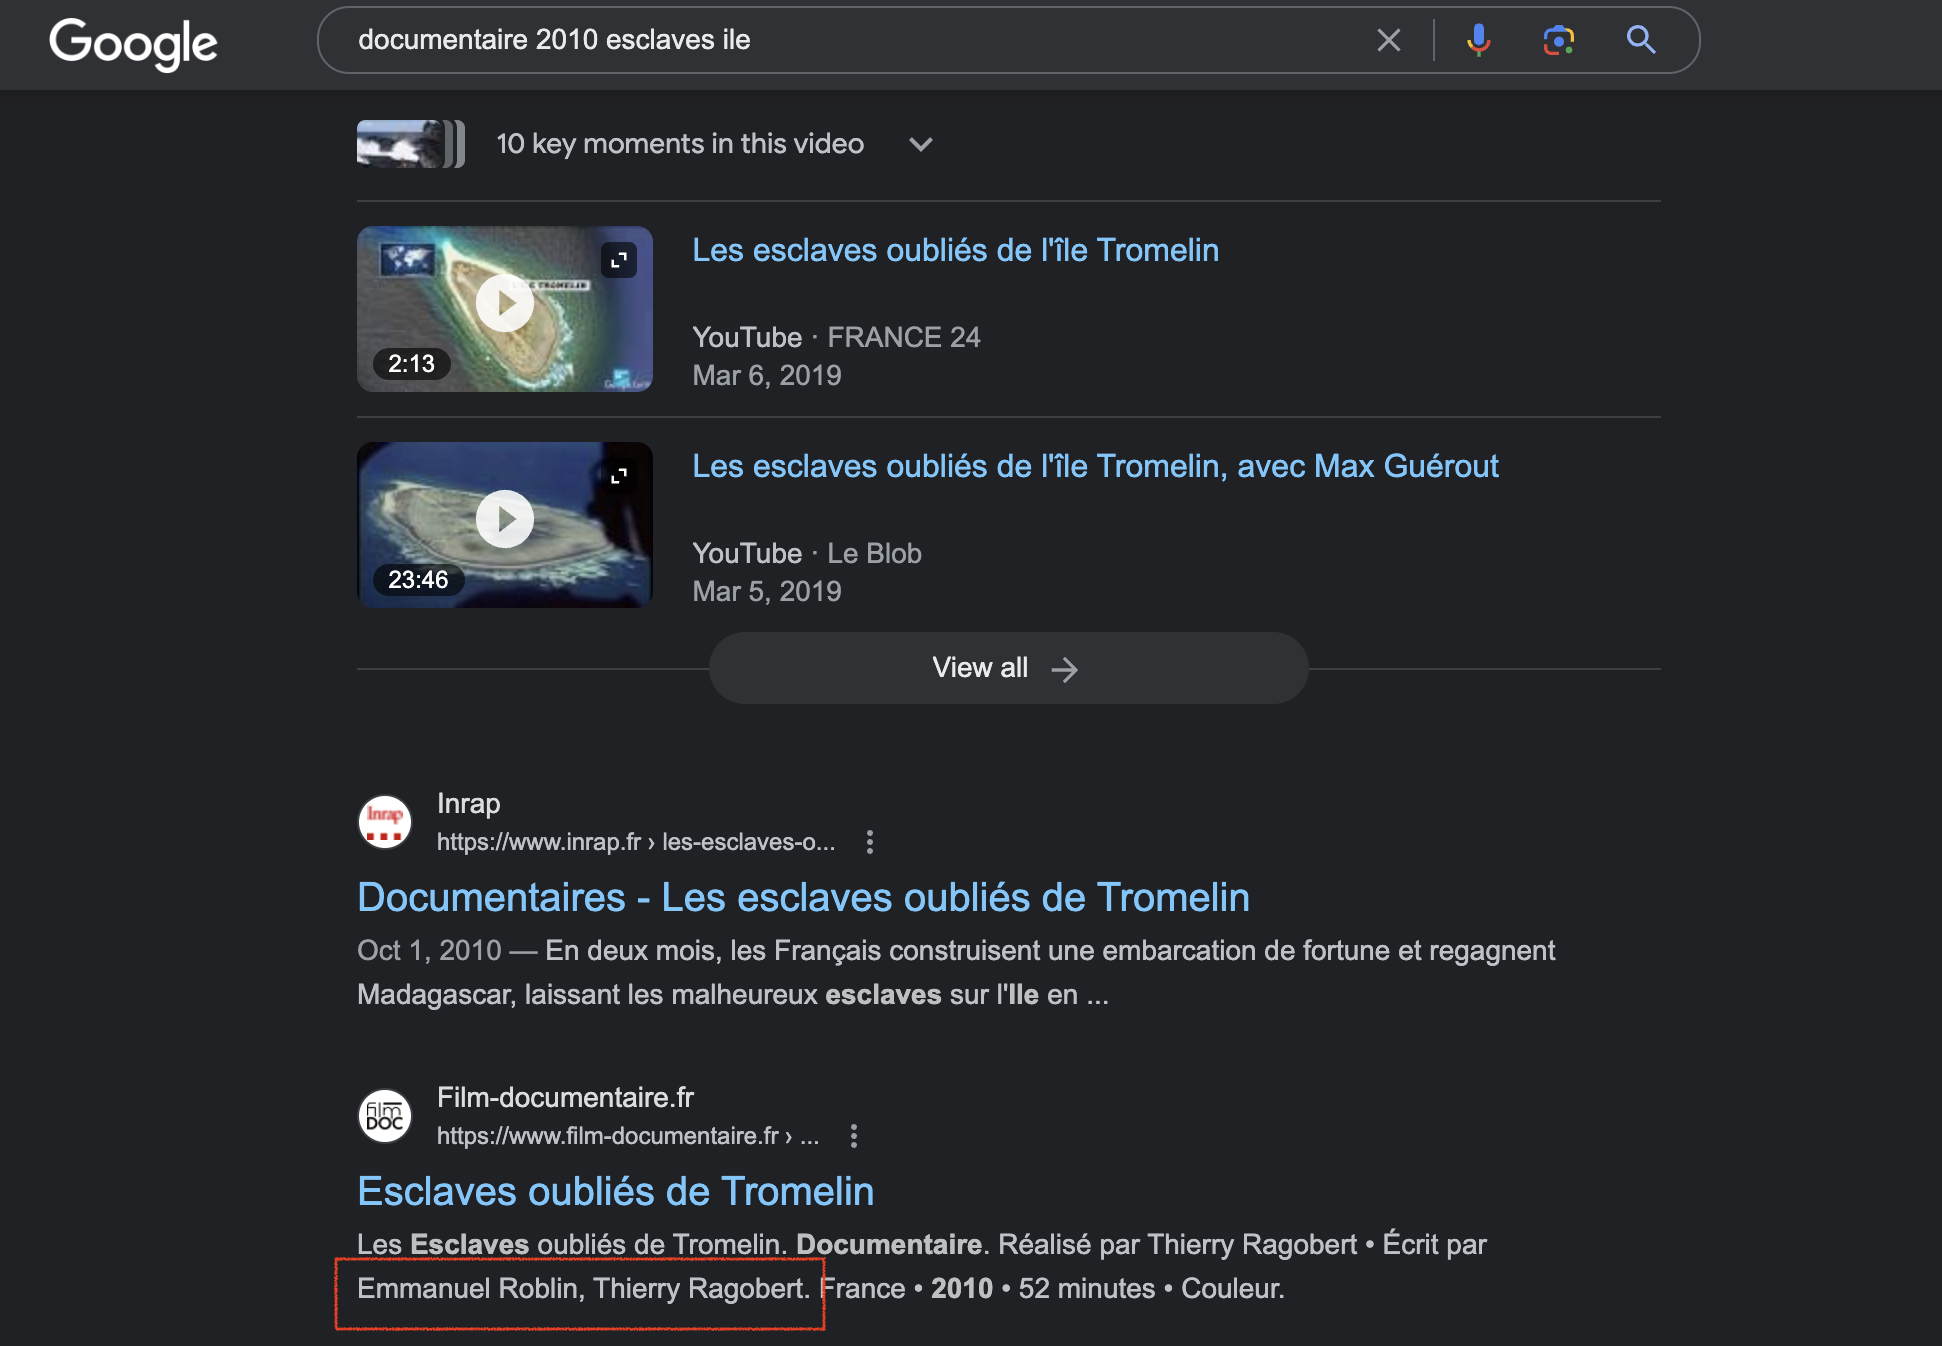 Google
documentaire 2010 esclaves ile
10 key moments in this video
Les esclaves oubliés de l'île Tromelin
YouTube · FRANCE 24
2:13
Mar 6, 2019
Les esclaves oubliés de l'île Tromelin, avec Max Guérout
YouTube · Le Blob
23:46
Mar 5, 2019
View all
Inrap
Inrap
https://www.inrap.fr › les-esclaves-o...
Documentaires - Les esclaves oubliés de Tromelin
Oct 1, 2010 — En deux mois, les Français construisent une embarcation de fortune et regagnent
Madagascar, laissant les malheureux esclaves sur l'Ile en ...
film
DOC
Film-documentaire.fr
https://www.film-documentaire.fr › ...
Esclaves oubliés de Tromelin
Les Esclaves oubliés de Tromelin. Documentaire. Réalisé par Thierry Ragobert • Écrit par
Emmanuel Roblin, Thierry Ragobert. France • 2010 • 52 minutes • Couleur.